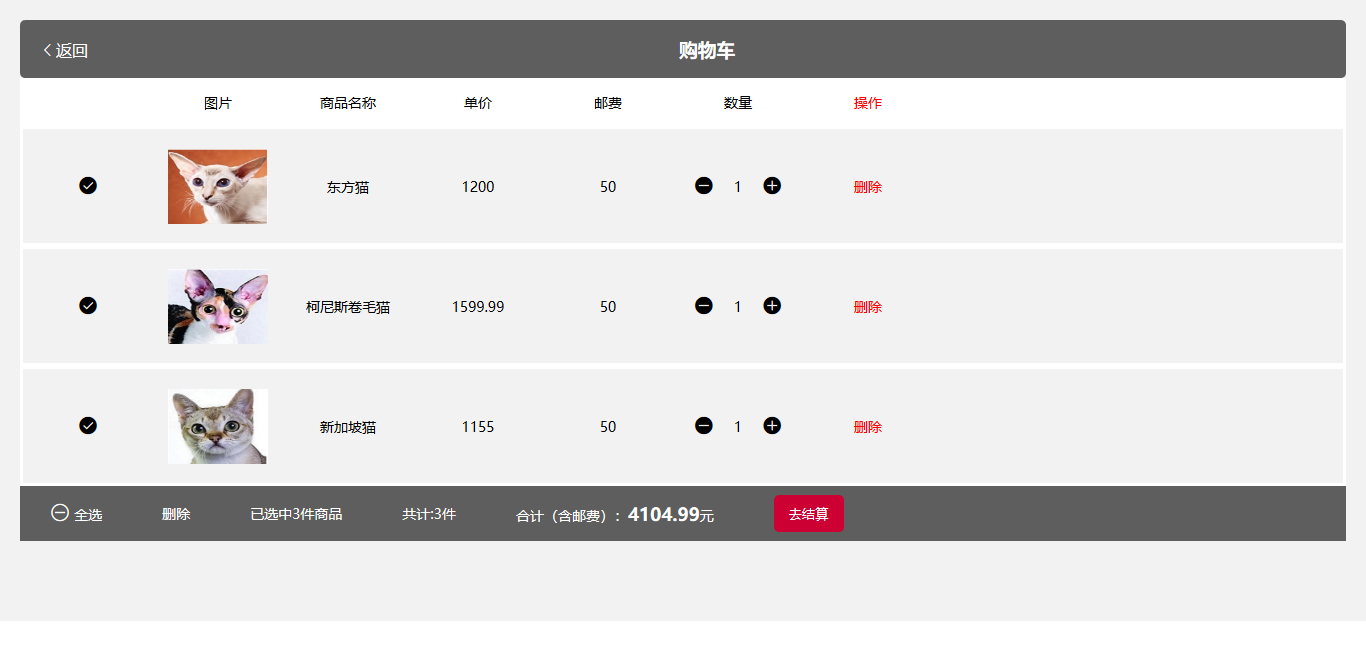 返回
购物车
图片 商品名称 单价 邮费 数量 操作
东方猫 1200 50 1 删除
柯尼斯卷毛猫 1599.99 50 1 删除
新加坡猫 1155 50 1 删除
全选 删除 已选中3件商品 共计:3件 合计（含邮费）: 4104.99元 去结算